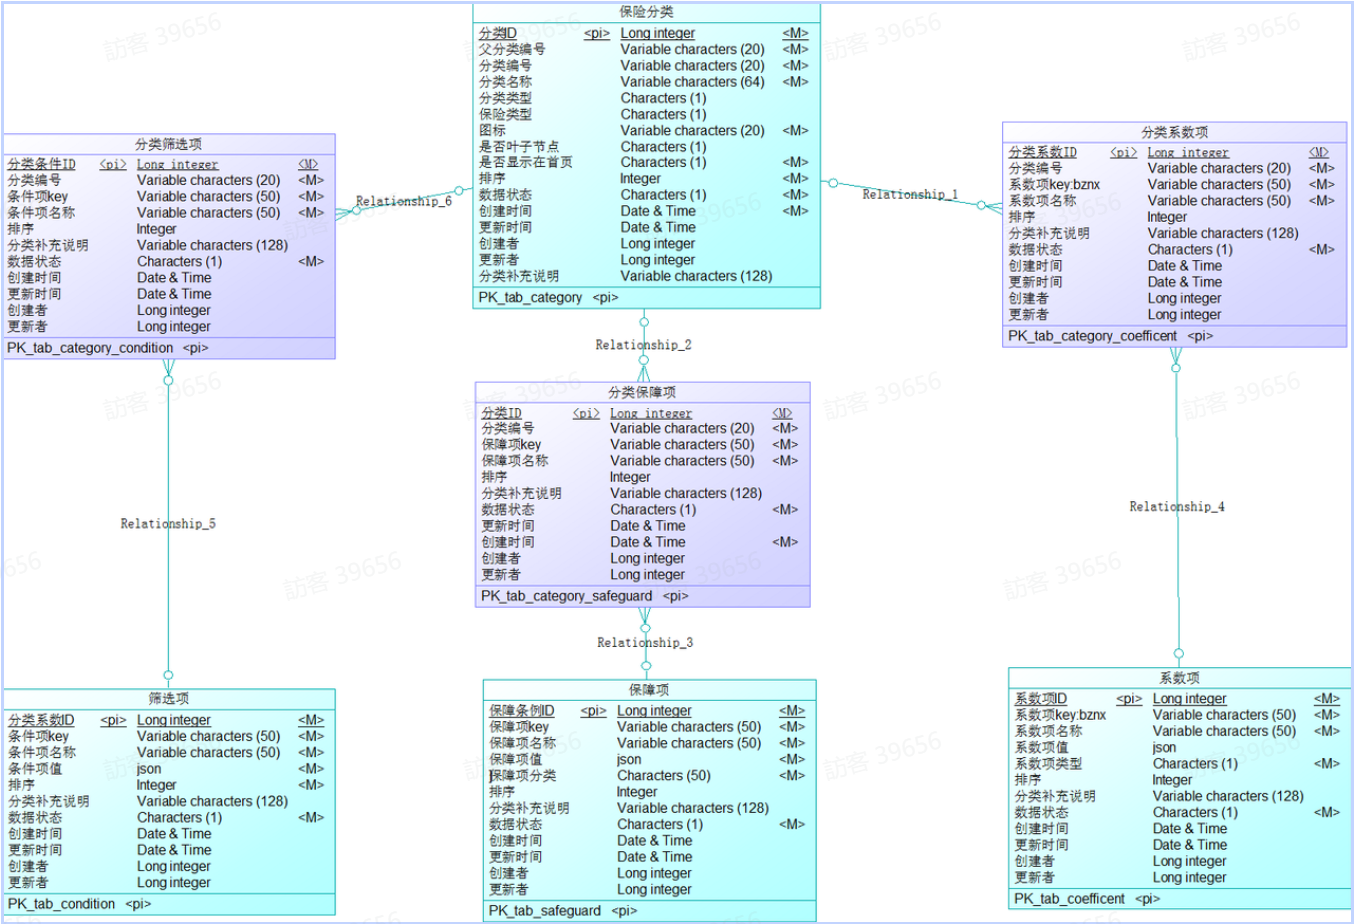 保险分类
分类ID <pi> Long integer <M>
父分类编号 Variable characters (20) <M>
分类编号 Variable characters (20) <M>
分类名称 Variable characters (64) <M>
分类类型 Characters (1)
保险类型 Characters (1)
图标 Variable characters (20) <M>
是否叶子节点 Characters (1)
是否显示在首页 Characters (1) <M>
排序 Integer <M>
数据状态 Characters (1) <M>
创建时间 Date & Time <M>
更新时间 Date & Time
创建者 Long integer
更新者 Long integer
分类补充说明 Variable characters (128)
PK_tab_category <pi>
分类筛选项
分类条件ID <pi> Long integer <M>
分类编号 Variable characters (20) <M>
条件项key Variable characters (50) <M>
条件项名称 Variable characters (50) <M>
排序 Integer
分类补充说明 Variable characters (128)
数据状态 Characters (1) <M>
创建时间 Date & Time
更新时间 Date & Time
创建者 Long integer
更新者 Long integer
PK_tab_category_condition <pi>
Relationship_6
Relationship_1
分类系数项
分类系数ID <pi> Long integer <M>
分类编号 Variable characters (20) <M>
系数项key:bznx Variable characters (50) <M>
系数项名称 Variable characters (50) <M>
排序 Integer
分类补充说明 Variable characters (128)
数据状态 Characters (1) <M>
创建时间 Date & Time
更新时间 Date & Time
创建者 Long integer
更新者 Long integer
PK_tab_category_coefficent <pi>
Relationship_2
分类保障项
分类ID <pi> Long integer <M>
分类编号 Variable characters (20) <M>
保障项key Variable characters (50) <M>
保障项名称 Variable characters (50) <M>
排序 Integer
分类补充说明 Variable characters (128)
数据状态 Characters (1) <M>
更新时间 Date & Time
创建时间 Date & Time <M>
创建者 Long integer
更新者 Long integer
PK_tab_category_safeguard <pi>
Relationship_5
Relationship_3
Relationship_4
筛选项
分类系数ID <pi> Long integer <M>
条件项key Variable characters (50) <M>
条件项名称 Variable characters (50) <M>
条件项值 json <M>
排序 Integer <M>
分类补充说明 Variable characters (128)
数据状态 Characters (1) <M>
创建时间 Date & Time
更新时间 Date & Time
创建者 Long integer
更新者 Long integer
PK_tab_condition <pi>
保障项
保障条例ID <pi> Long integer <M>
保障项key Variable characters (50) <M>
保障项名称 Variable characters (50) <M>
保障项值 json <M>
保障项分类 Characters (50) <M>
排序 Integer
分类补充说明 Variable characters (128)
数据状态 Characters (1) <M>
创建时间 Date & Time
更新时间 Date & Time
创建者 Long integer
更新者 Long integer
PK_tab_safeguard <pi>
系数项
系数项ID <pi> Long integer <M>
系数项key:bznx Variable characters (50) <M>
系数项名称 Variable characters (50) <M>
系数项值 json
系数项类型 Characters (1) <M>
排序 Integer
分类补充说明 Variable characters (128)
数据状态 Characters (1) <M>
创建时间 Date & Time
更新时间 Date & Time
创建者 Long integer
更新者 Long integer
PK_tab_coefficent <pi>
訪客 39656